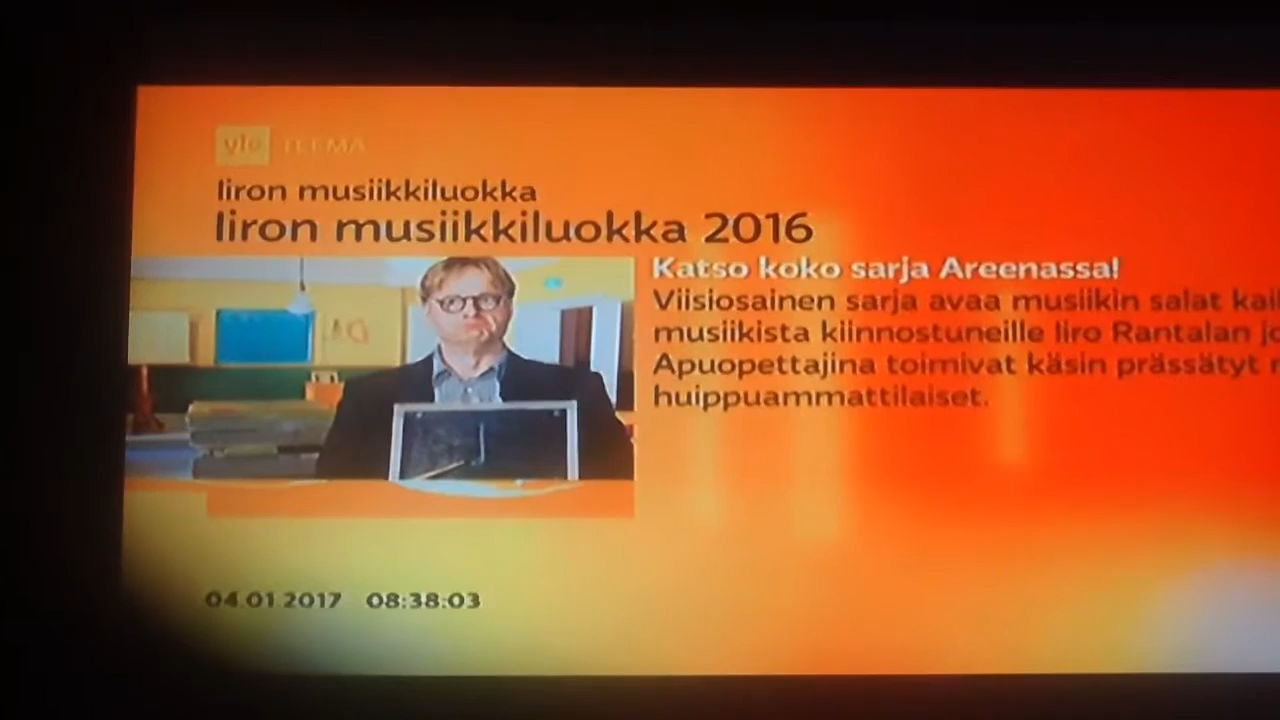 yle TEEMA
Iiron musiikkiluokka
Iiron musiikkiluokka 2016
Katso koko sarja Areenassa!
Viisiosainen sarja avaa musiikin salat
musiikista kiinnostuneille Iiro Rantalan
Apuopettajina toimivat käsin prässätyt
huippuammattilaiset.
04.01.2017 08:38:03